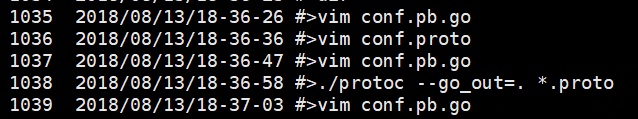 1035  2018/08/13/18-36-26 #>vim conf.pb.go
1036  2018/08/13/18-36-36 #>vim conf.proto
1037  2018/08/13/18-36-47 #>vim conf.pb.go
1038  2018/08/13/18-36-58 #>./protoc --go_out=. *.proto
1039  2018/08/13/18-37-03 #>vim conf.pb.go